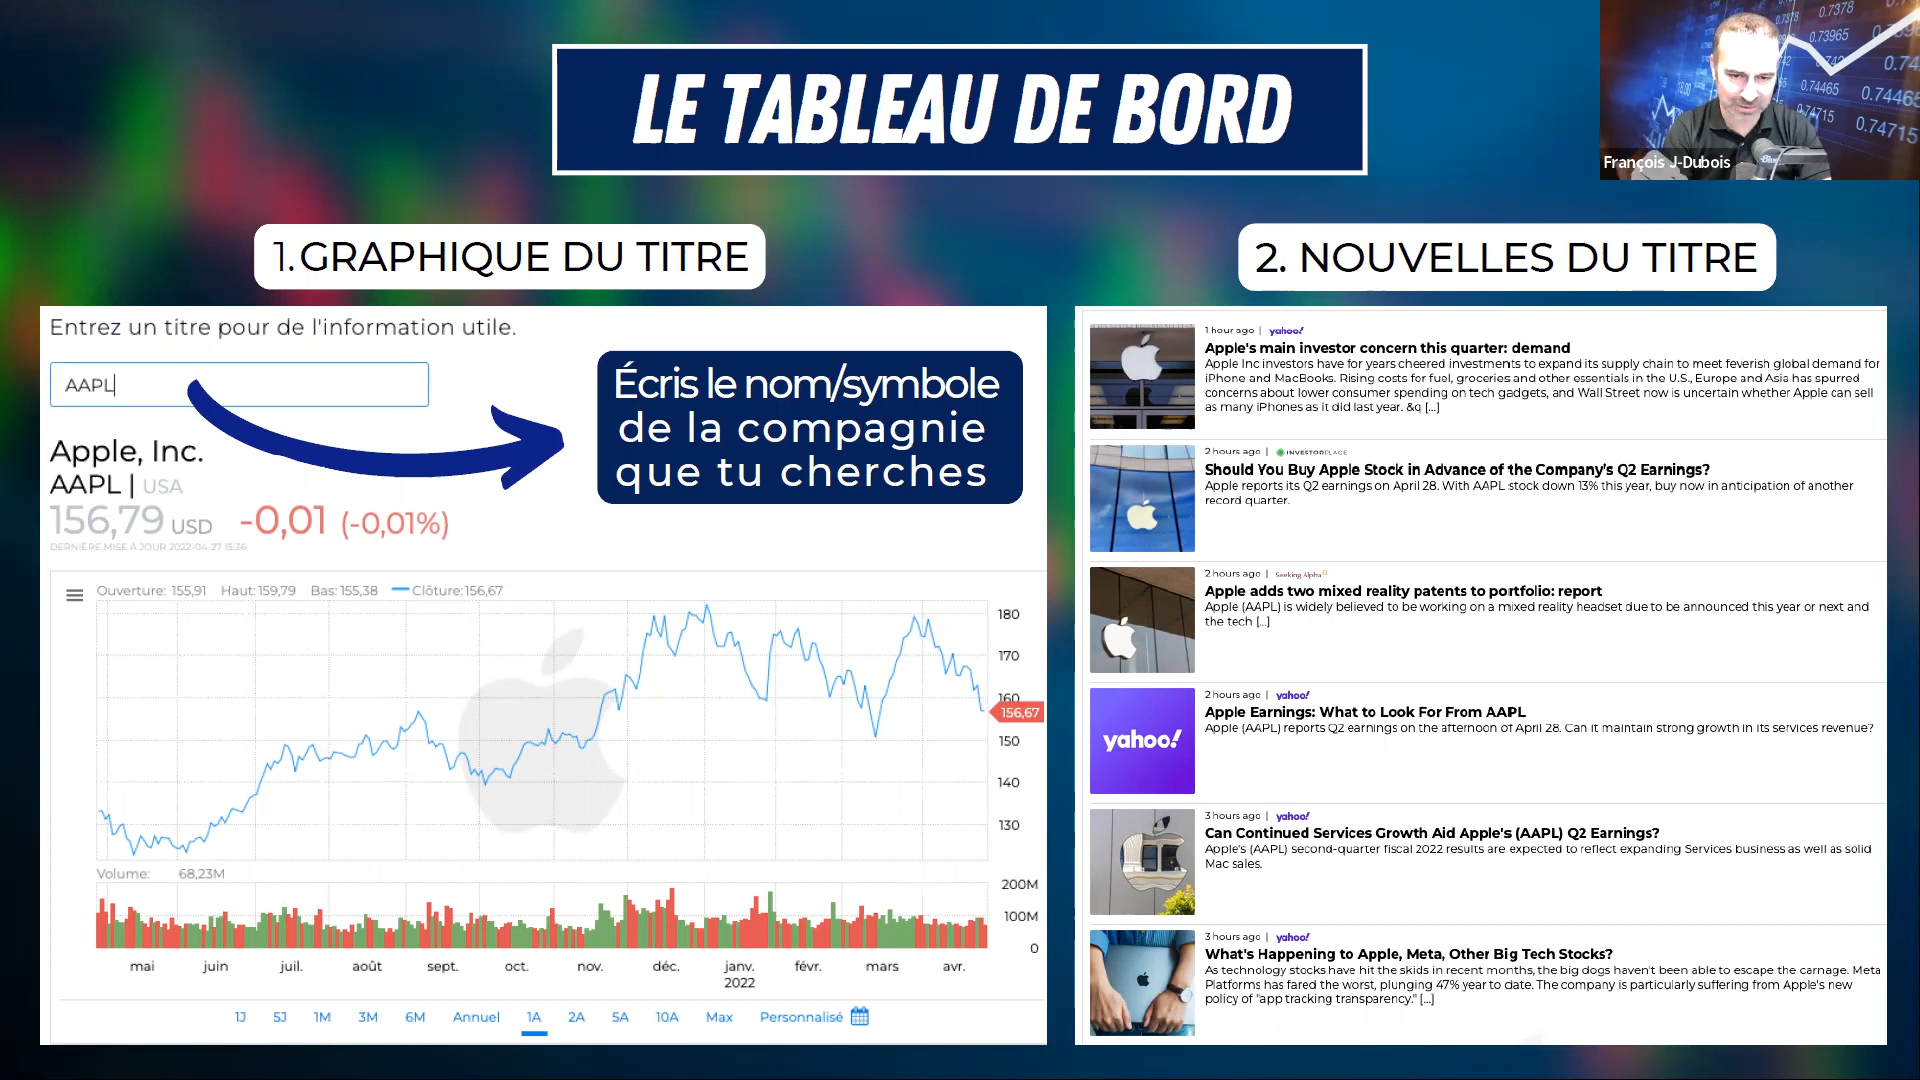 LE TABLEAU DE BORD
0.7378
0.73965
0.74465
0.74715
0.74465
0.74715
François J-Dubois
1. GRAPHIQUE DU TITRE
Entrez un titre pour de l'information utile.
AAPL
Écris le nom/symbole
de la compagnie
que tu cherches
Apple, Inc.
AAPL | USA
156,79 USD -0,01 (-0,01%)
DERNIÈRE MISE À JOUR 2022-04-27 15:36
Ouverture: 155,91 Haut: 159,79 Bas: 155,38 Clôture: 156,67
180
170
160
156,67
150
140
130
Volume: 68,23M
200M
100M
0
mai juin juil. août sept. oct. nov. déc. janv. févr. mars avr.
2022
1J 5J 1M 3M 6M Annuel 1A 2A 5A 10A Max Personnalisé
2. NOUVELLES DU TITRE
1 hour ago | yahoo!
Apple's main investor concern this quarter: demand
Apple Inc investors have for years cheered investments to expand its supply chain to meet feverish global demand for
iPhone and MacBooks. Rising costs for fuel, groceries and other essentials in the U.S., Europe and Asia has spurred
concerns about lower consumer spending on tech gadgets, and Wall Street now is uncertain whether Apple can sell
as many iPhones as it did last year. &q [...]
2 hours ago | INVESTORPLACE
Should You Buy Apple Stock in Advance of the Company's Q2 Earnings?
Apple reports its Q2 earnings on April 28. With AAPL stock down 13% this year, buy now in anticipation of another
record quarter.
2 hours ago | Seeking Alpha
Apple adds two mixed reality patents to portfolio: report
Apple (AAPL) is widely believed to be working on a mixed reality headset due to be announced this year or next and
the tech [...]
yahoo!
2 hours ago | yahoo!
Apple Earnings: What to Look For From AAPL
Apple (AAPL) reports Q2 earnings on the afternoon of April 28. Can it maintain strong growth in its services revenue?
3 hours ago | yahoo!
Can Continued Services Growth Aid Apple's (AAPL) Q2 Earnings?
Apple's (AAPL) second-quarter fiscal 2022 results are expected to reflect expanding Services business as well as solid
Mac sales.
3 hours ago | yahoo!
What's Happening to Apple, Meta, Other Big Tech Stocks?
As technology stocks have hit the skids in recent months, the big dogs haven't been able to escape the carnage. Meta
Platforms has fared the worst, plunging 47% year to date. The company is particularly suffering from Apple's new
policy of "app tracking transparency." [...]